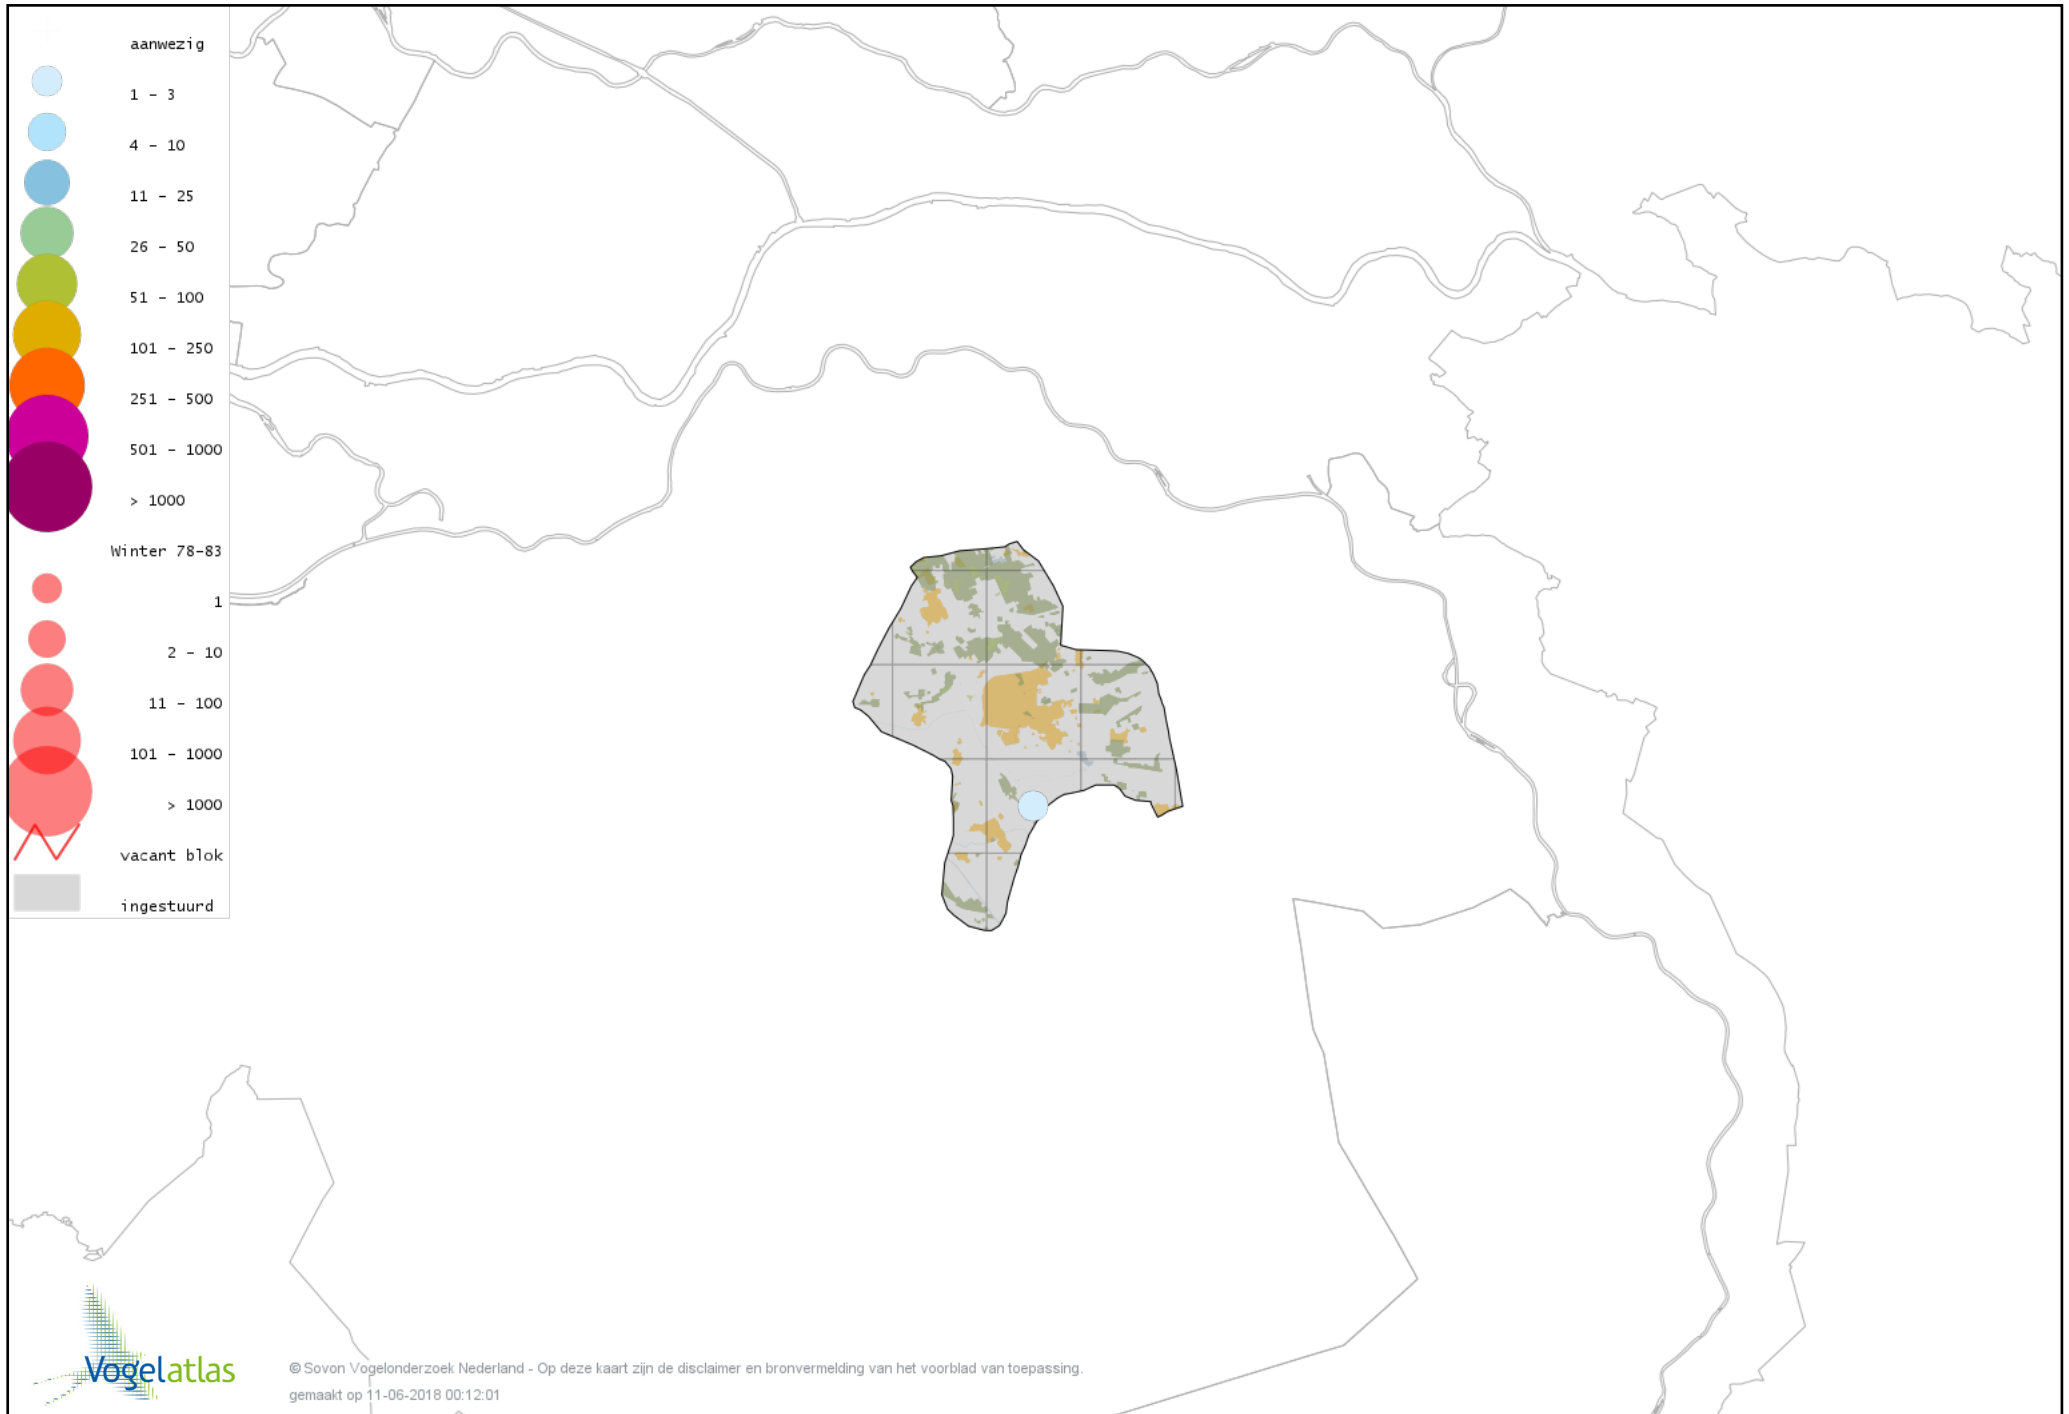 aanwezig
1 - 3
4 - 10
11 - 25
26 - 50
51 - 100
101 - 250
251 - 500
501 - 1000
> 1000
Winter 78-83
1
2 - 10
11 - 100
101 - 1000
> 1000
vacant blok
ingestuurd
Vogelatlas
© Sovon Vogelonderzoek Nederland - Op deze kaart zijn de disclaimer en bronvermelding van het voorblad van toepassing.
gemaakt op 11-06-2018 00:12:01